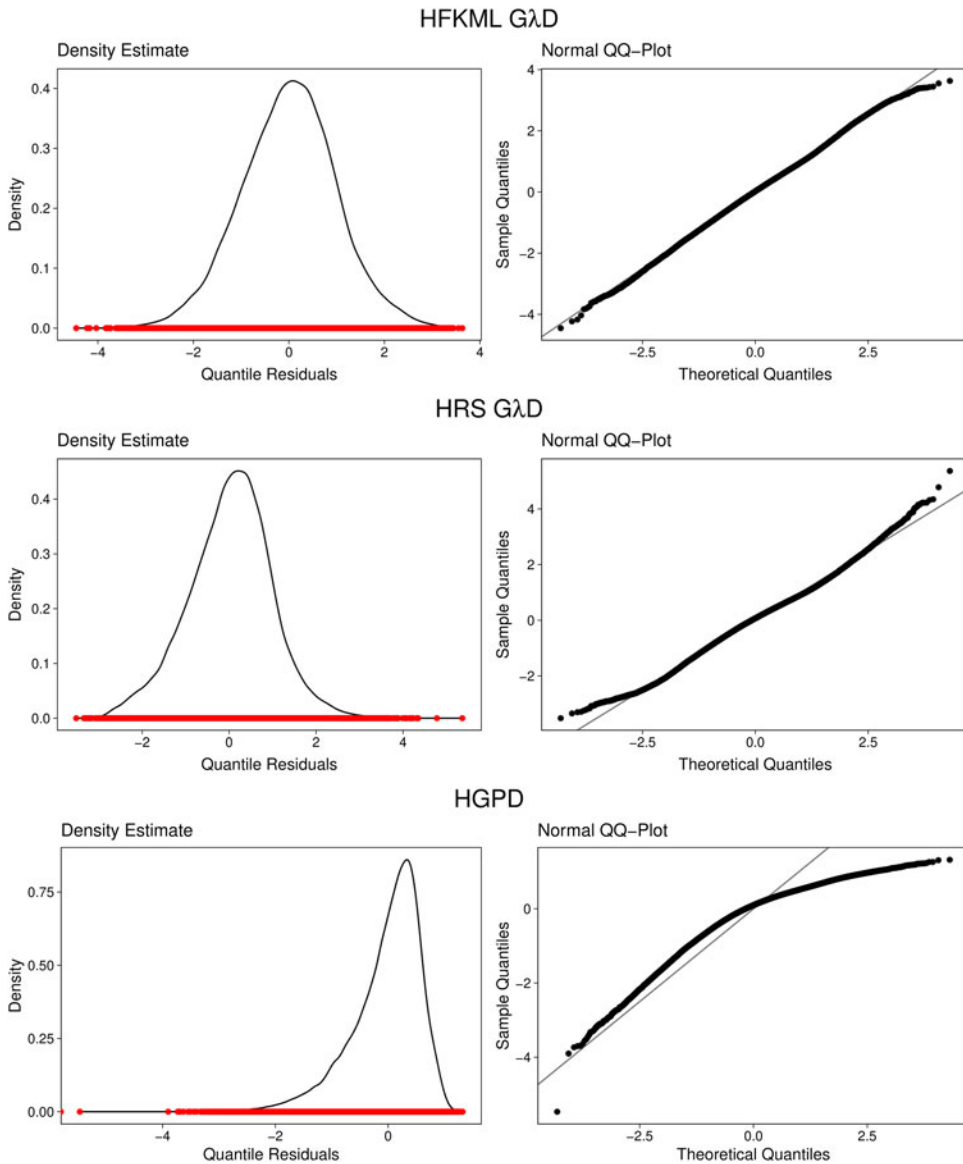 HFKML GλD
Density Estimate
Normal QQ−Plot
Density
0.4
0.3
0.2
0.1
0.0
−4
−2
0
2
4
Quantile Residuals
Sample Quantiles
4
2
0
−2
−4
−2.5
0.0
2.5
Theoretical Quantiles
HRS GλD
Density Estimate
Normal QQ−Plot
Density
0.4
0.3
0.2
0.1
0.0
−2
0
2
4
Quantile Residuals
Sample Quantiles
4
2
0
−2
−2.5
0.0
2.5
Theoretical Quantiles
HGPD
Density Estimate
Normal QQ−Plot
Density
0.75
0.50
0.25
0.00
−4
−2
0
Quantile Residuals
Sample Quantiles
0
−2
−4
−2.5
0.0
2.5
Theoretical Quantiles